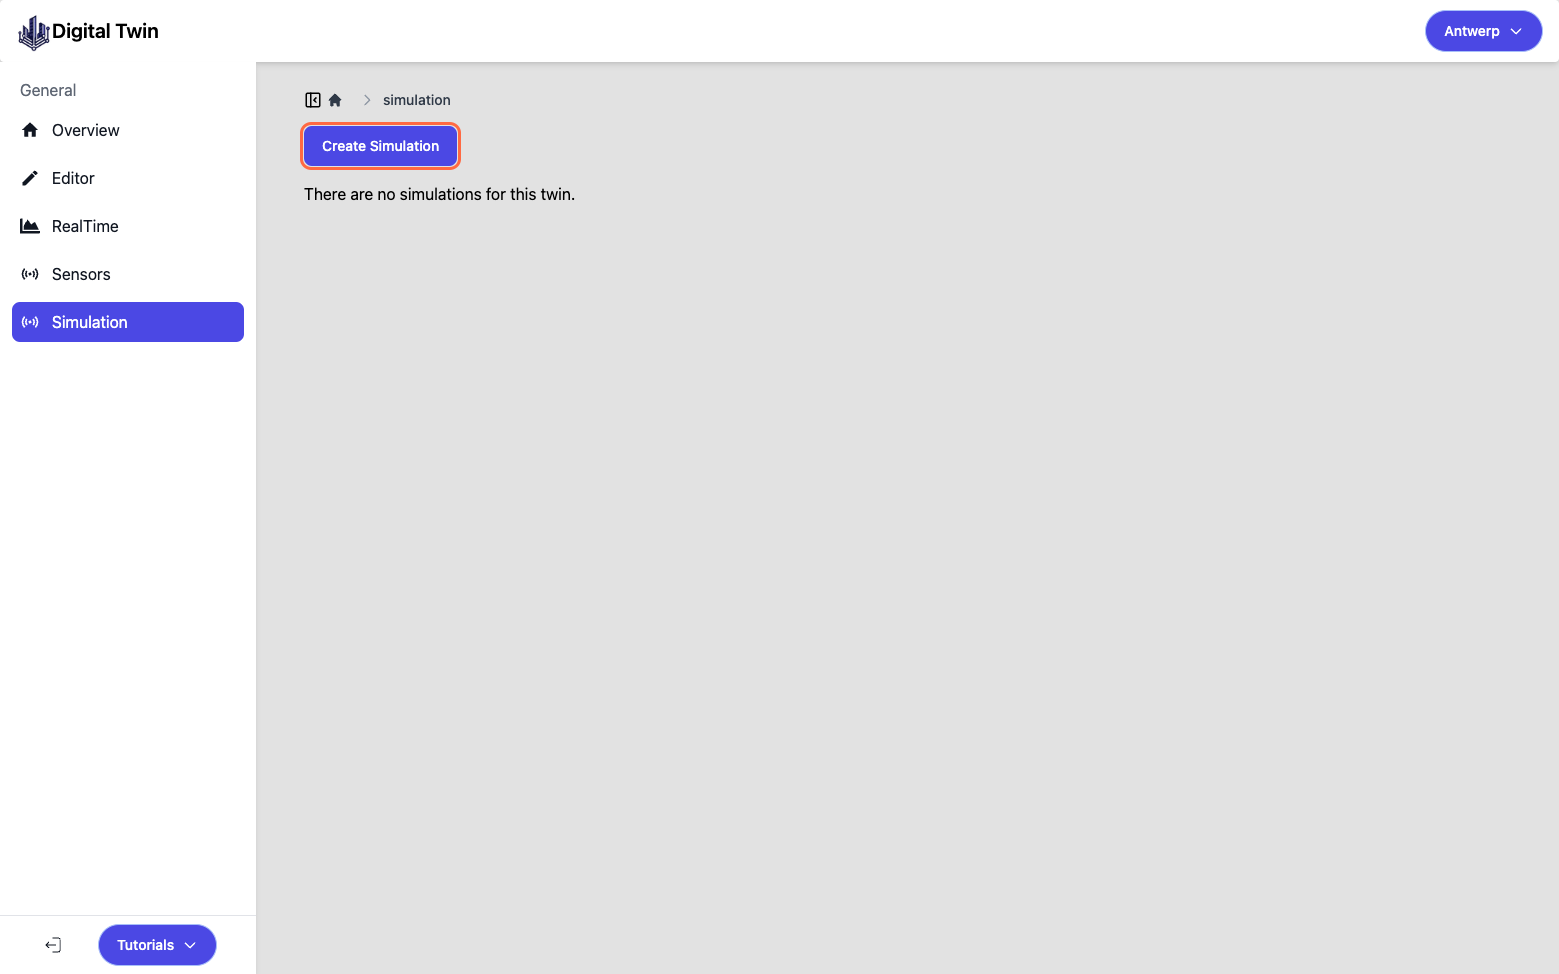 Digital Twin
Antwerp
General
Overview
Editor
RealTime
Sensors
Simulation
simulation
Create Simulation
There are no simulations for this twin.
Tutorials